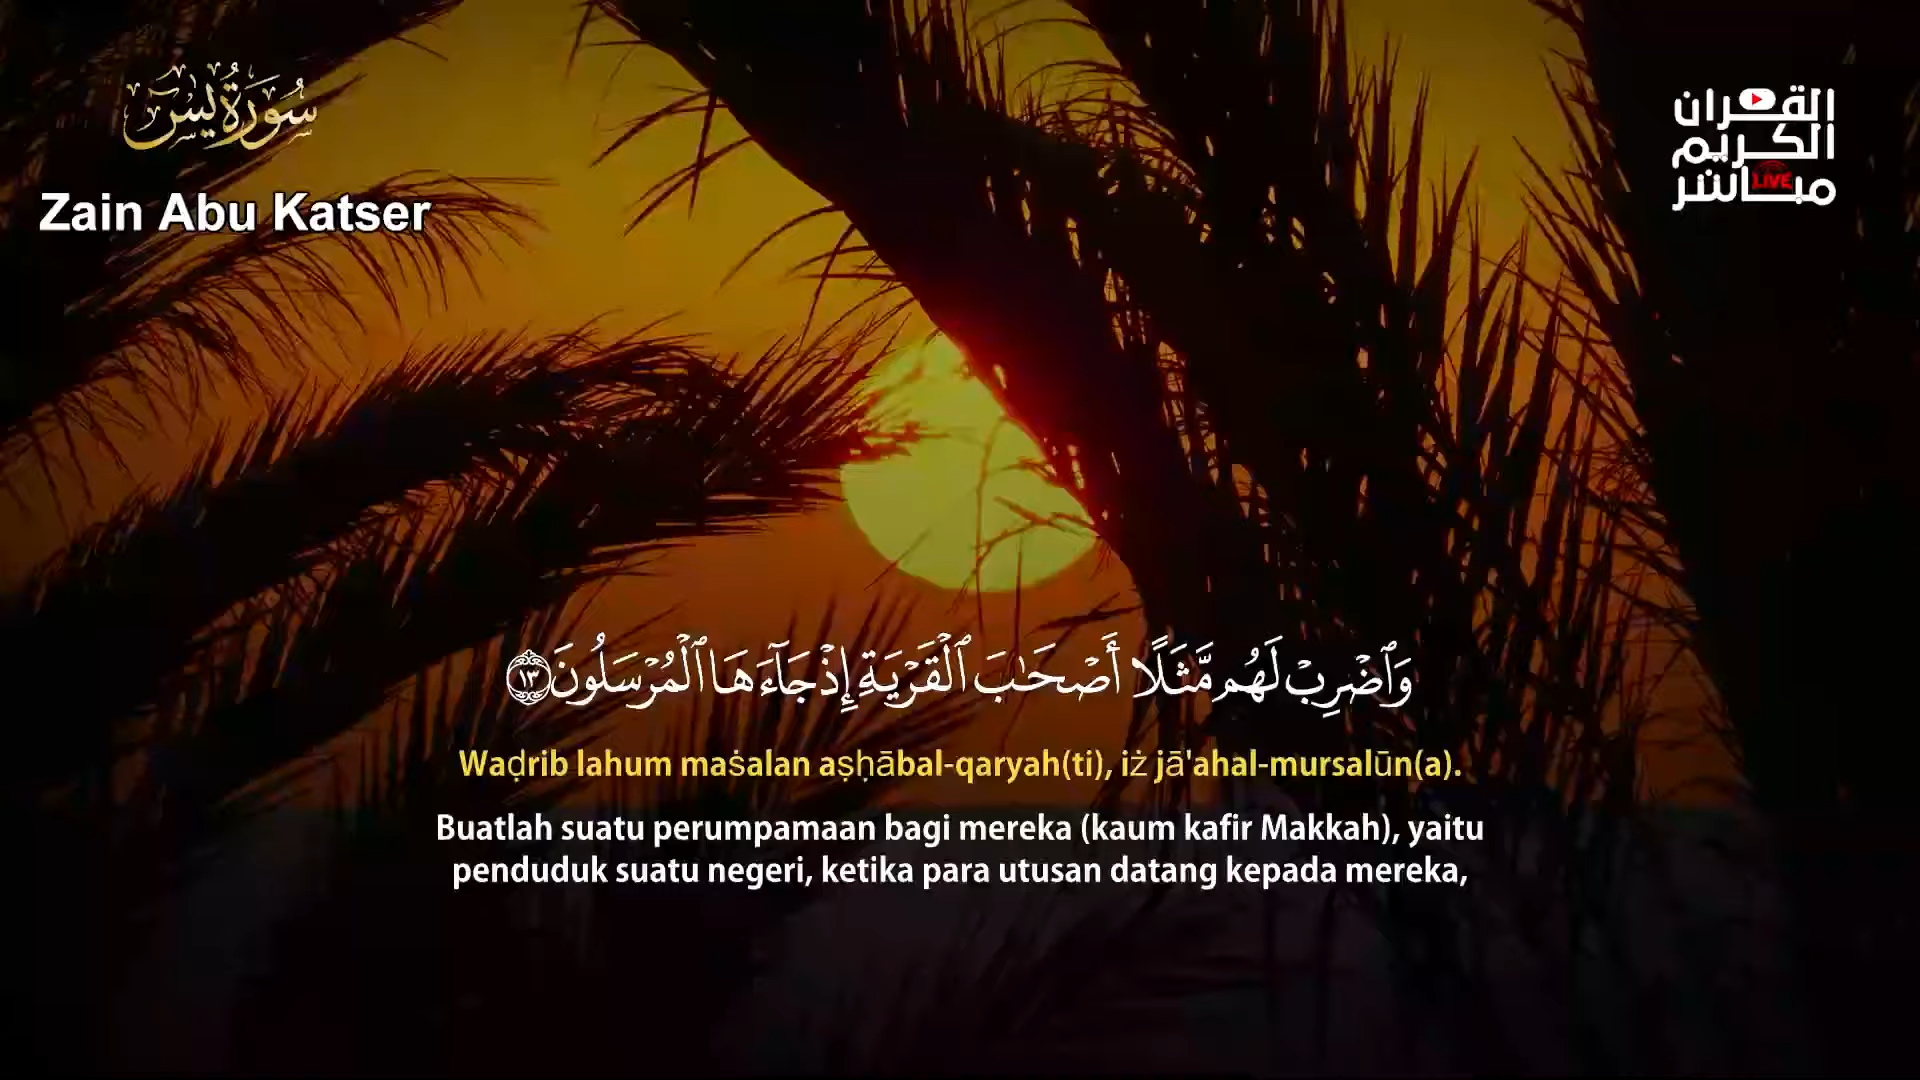 سُورَةُ يسٓ
Zain Abu Katser
القران
الكريم
LIVE
مباشر
وَٱضْرِبْ لَهُم مَّثَلًا أَصْحَٰبَ ٱلْقَرْيَةِ إِذْ جَآءَهَا ٱلْمُرْسَلُونَ ١٣
Waḍrib lahum maṡalan aṣḥābal-qaryah(ti), iż jā'ahal-mursalūn(a).
Buatlah suatu perumpamaan bagi mereka (kaum kafir Makkah), yaitu
penduduk suatu negeri, ketika para utusan datang kepada mereka,